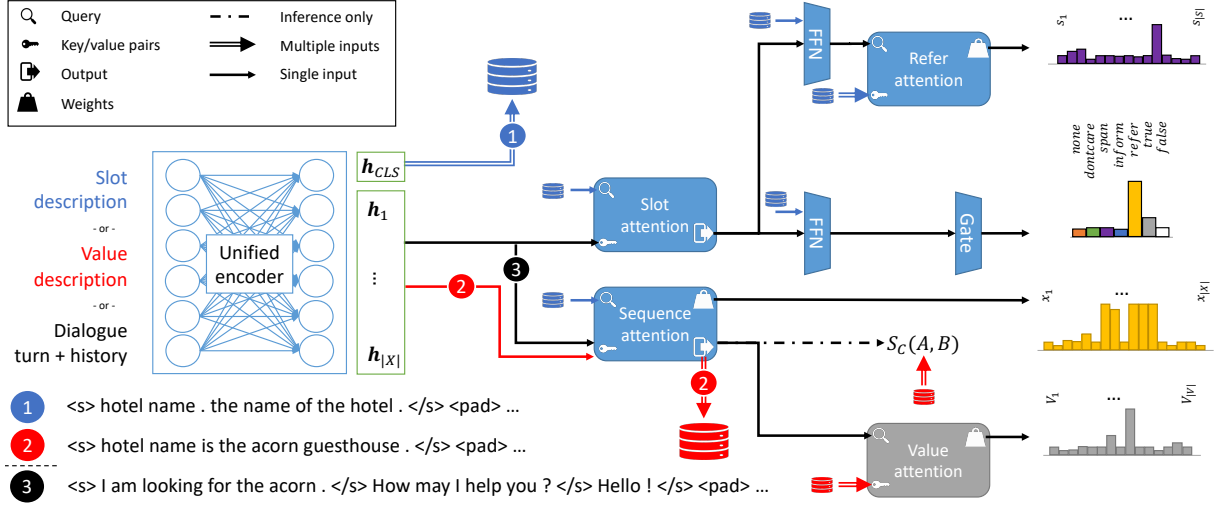 Query
Key/value pairs
Output
Weights
Inference only
Multiple inputs
Single input
Slot
description
- or -
Value
description
- or -
Dialogue
turn + history
Unified
encoder
h_CLS
h_1
⋮
h_|X|
1
3
2
2
Slot
attention
Sequence
attention
FFN
Refer
attention
FFN
Gate
S_C(A, B)
Value
attention
s_1
...
s_|S|
none
dontcare
span
inform
refer
true
false
x_1
...
x_|X|
V_1
...
V_|V|
1 <s> hotel name . the name of the hotel . </s> <pad> ...
2 <s> hotel name is the acorn guesthouse . </s> <pad> ...
3 <s> I am looking for the acorn . </s> How may I help you ? </s> Hello ! </s> <pad> ...